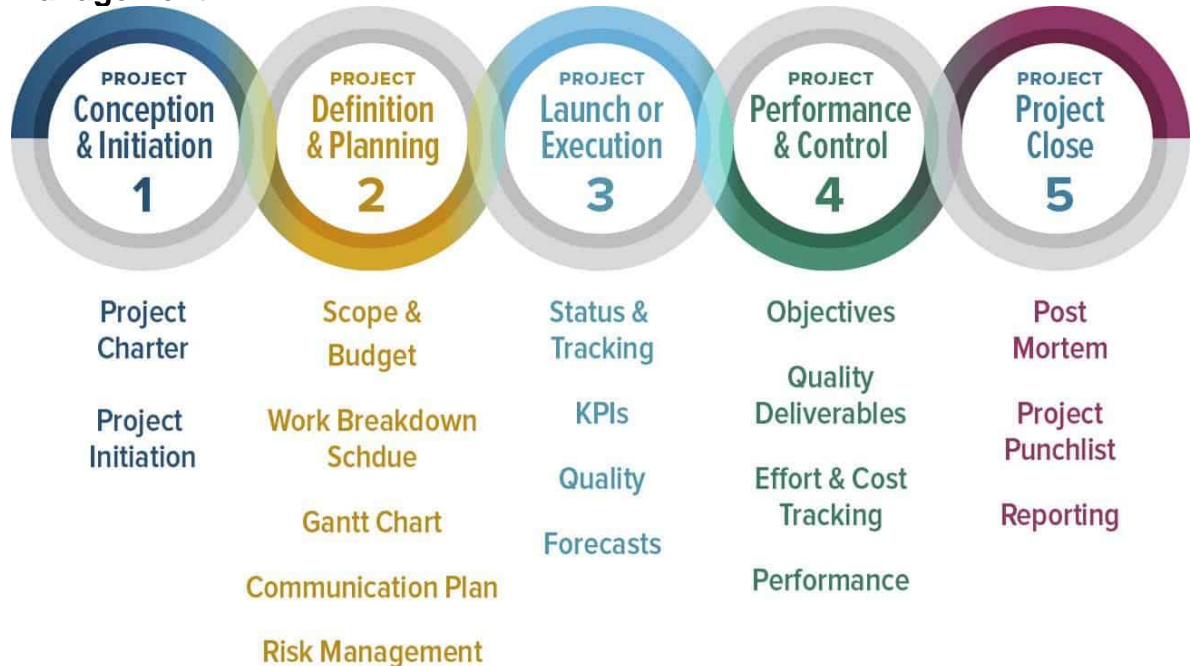 PROJECT
Conception
& Initiation
1
PROJECT
Definition
& Planning
2
PROJECT
Launch or
Execution
3
PROJECT
Performance
& Control
4
PROJECT
Project
Close
5
Project
Charter
Project
Initiation
Scope &
Budget
Work Breakdown
Schdue
Gantt Chart
Communication Plan
Risk Management
Status &
Tracking
KPIs
Quality
Forecasts
Objectives
Quality
Deliverables
Effort & Cost
Tracking
Performance
Post
Mortem
Project
Punchlist
Reporting